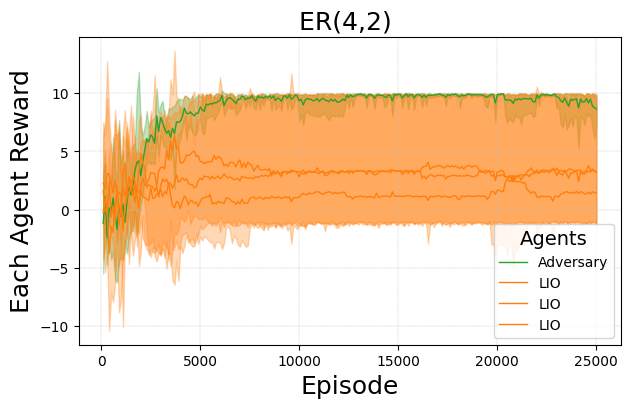 ER(4,2)
Each Agent Reward
10
5
0
−5
−10
Agents
Adversary
LIO
LIO
LIO
0 5000 10000 15000 20000 25000
Episode